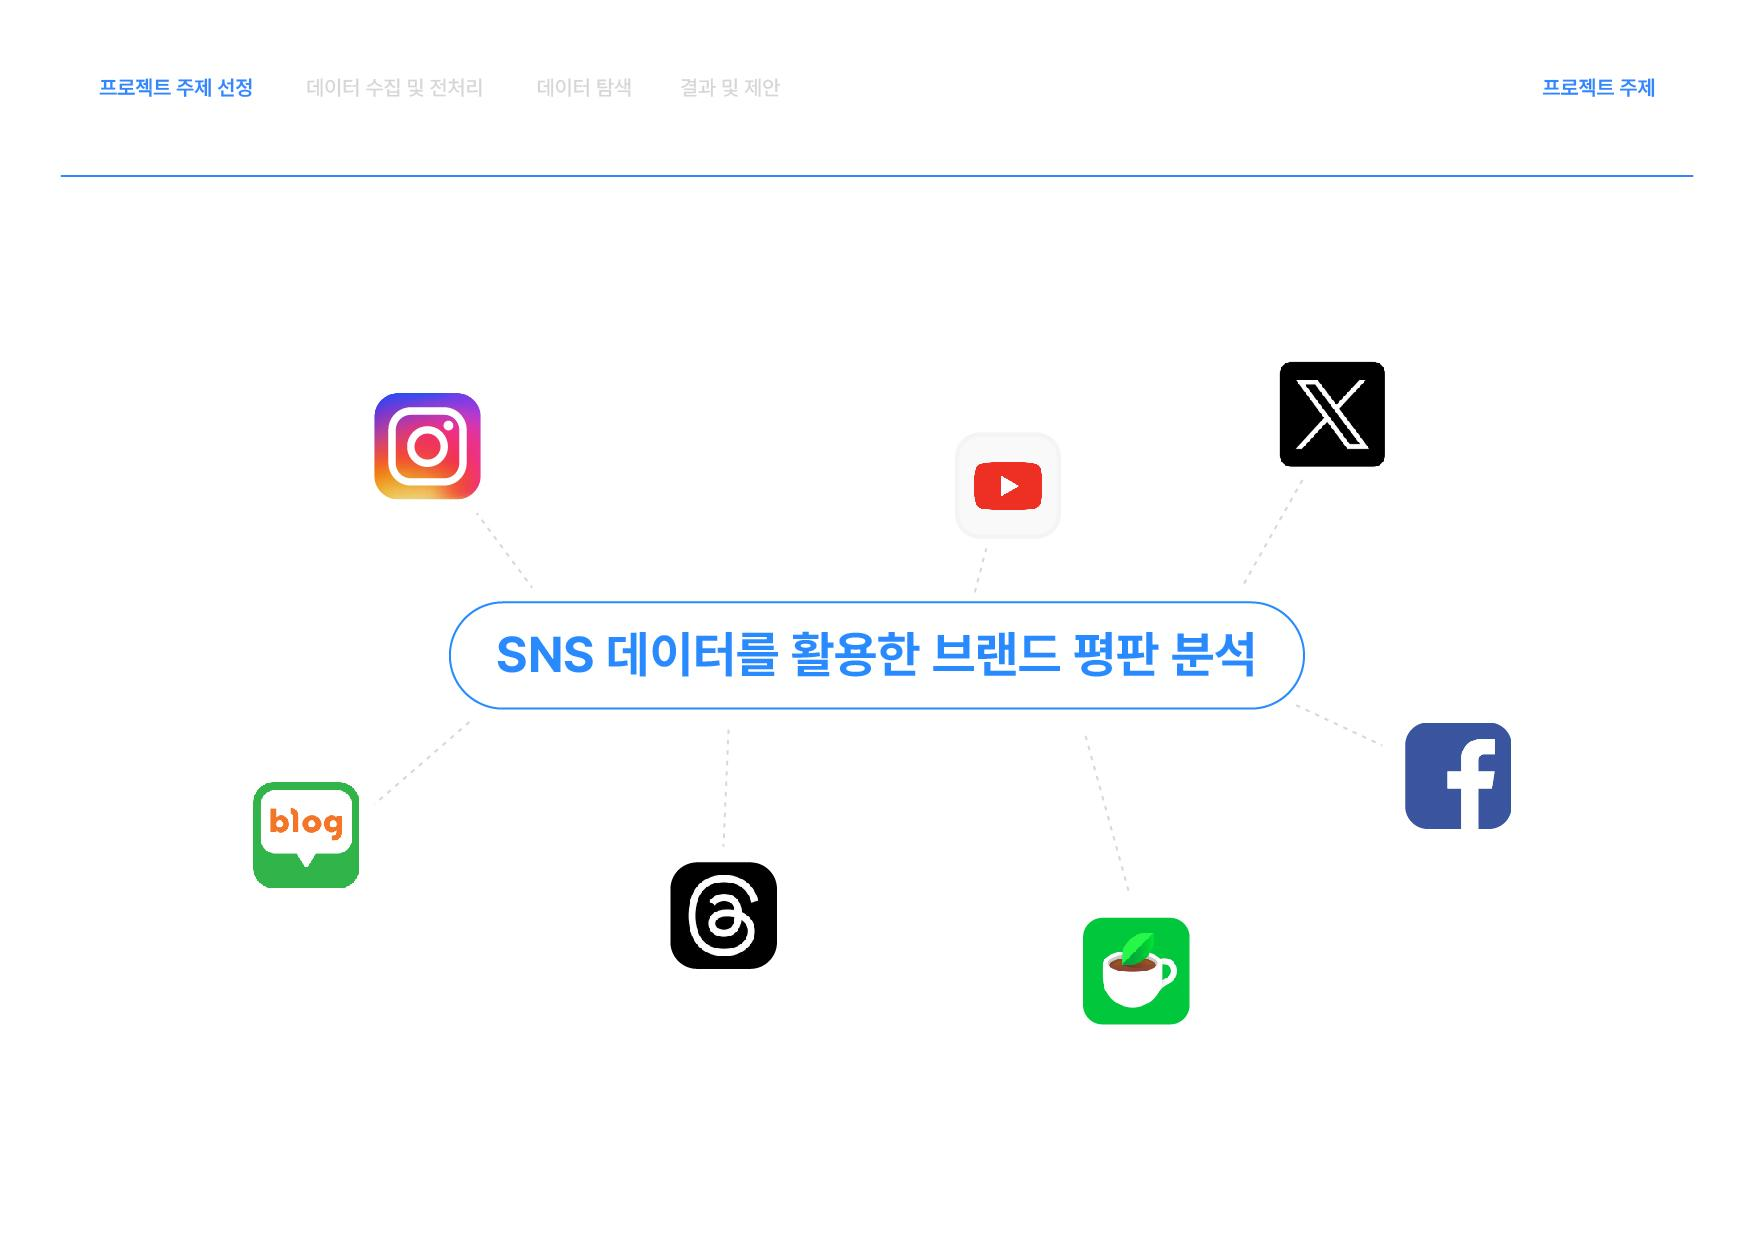 프로젝트 주제 선정 데이터 수집 및 전처리 데이터 탐색 결과 및 제안 프로젝트 주제
SNS 데이터를 활용한 브랜드 평판 분석
blog